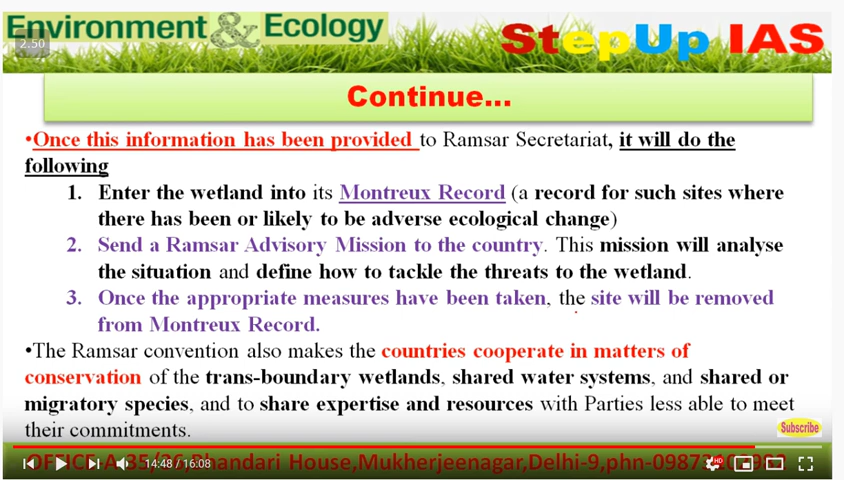 Environment & Ecology
StepUp IAS
2.50
Continue...
•Once this information has been provided to Ramsar Secretariat, it will do the
following
1. Enter the wetland into its Montreux Record (a record for such sites where
there has been or likely to be adverse ecological change)
2. Send a Ramsar Advisory Mission to the country. This mission will analyse
the situation and define how to tackle the threats to the wetland.
3. Once the appropriate measures have been taken, the site will be removed
from Montreux Record.
•The Ramsar convention also makes the countries cooperate in matters of
conservation of the trans-boundary wetlands, shared water systems, and shared or
migratory species, and to share expertise and resources with Parties less able to meet
their commitments.
Subscribe
OFFICE-A-35/36,Bhandari House,Mukherjeenagar,Delhi-9,phn-
14:48 / 16:08
HD